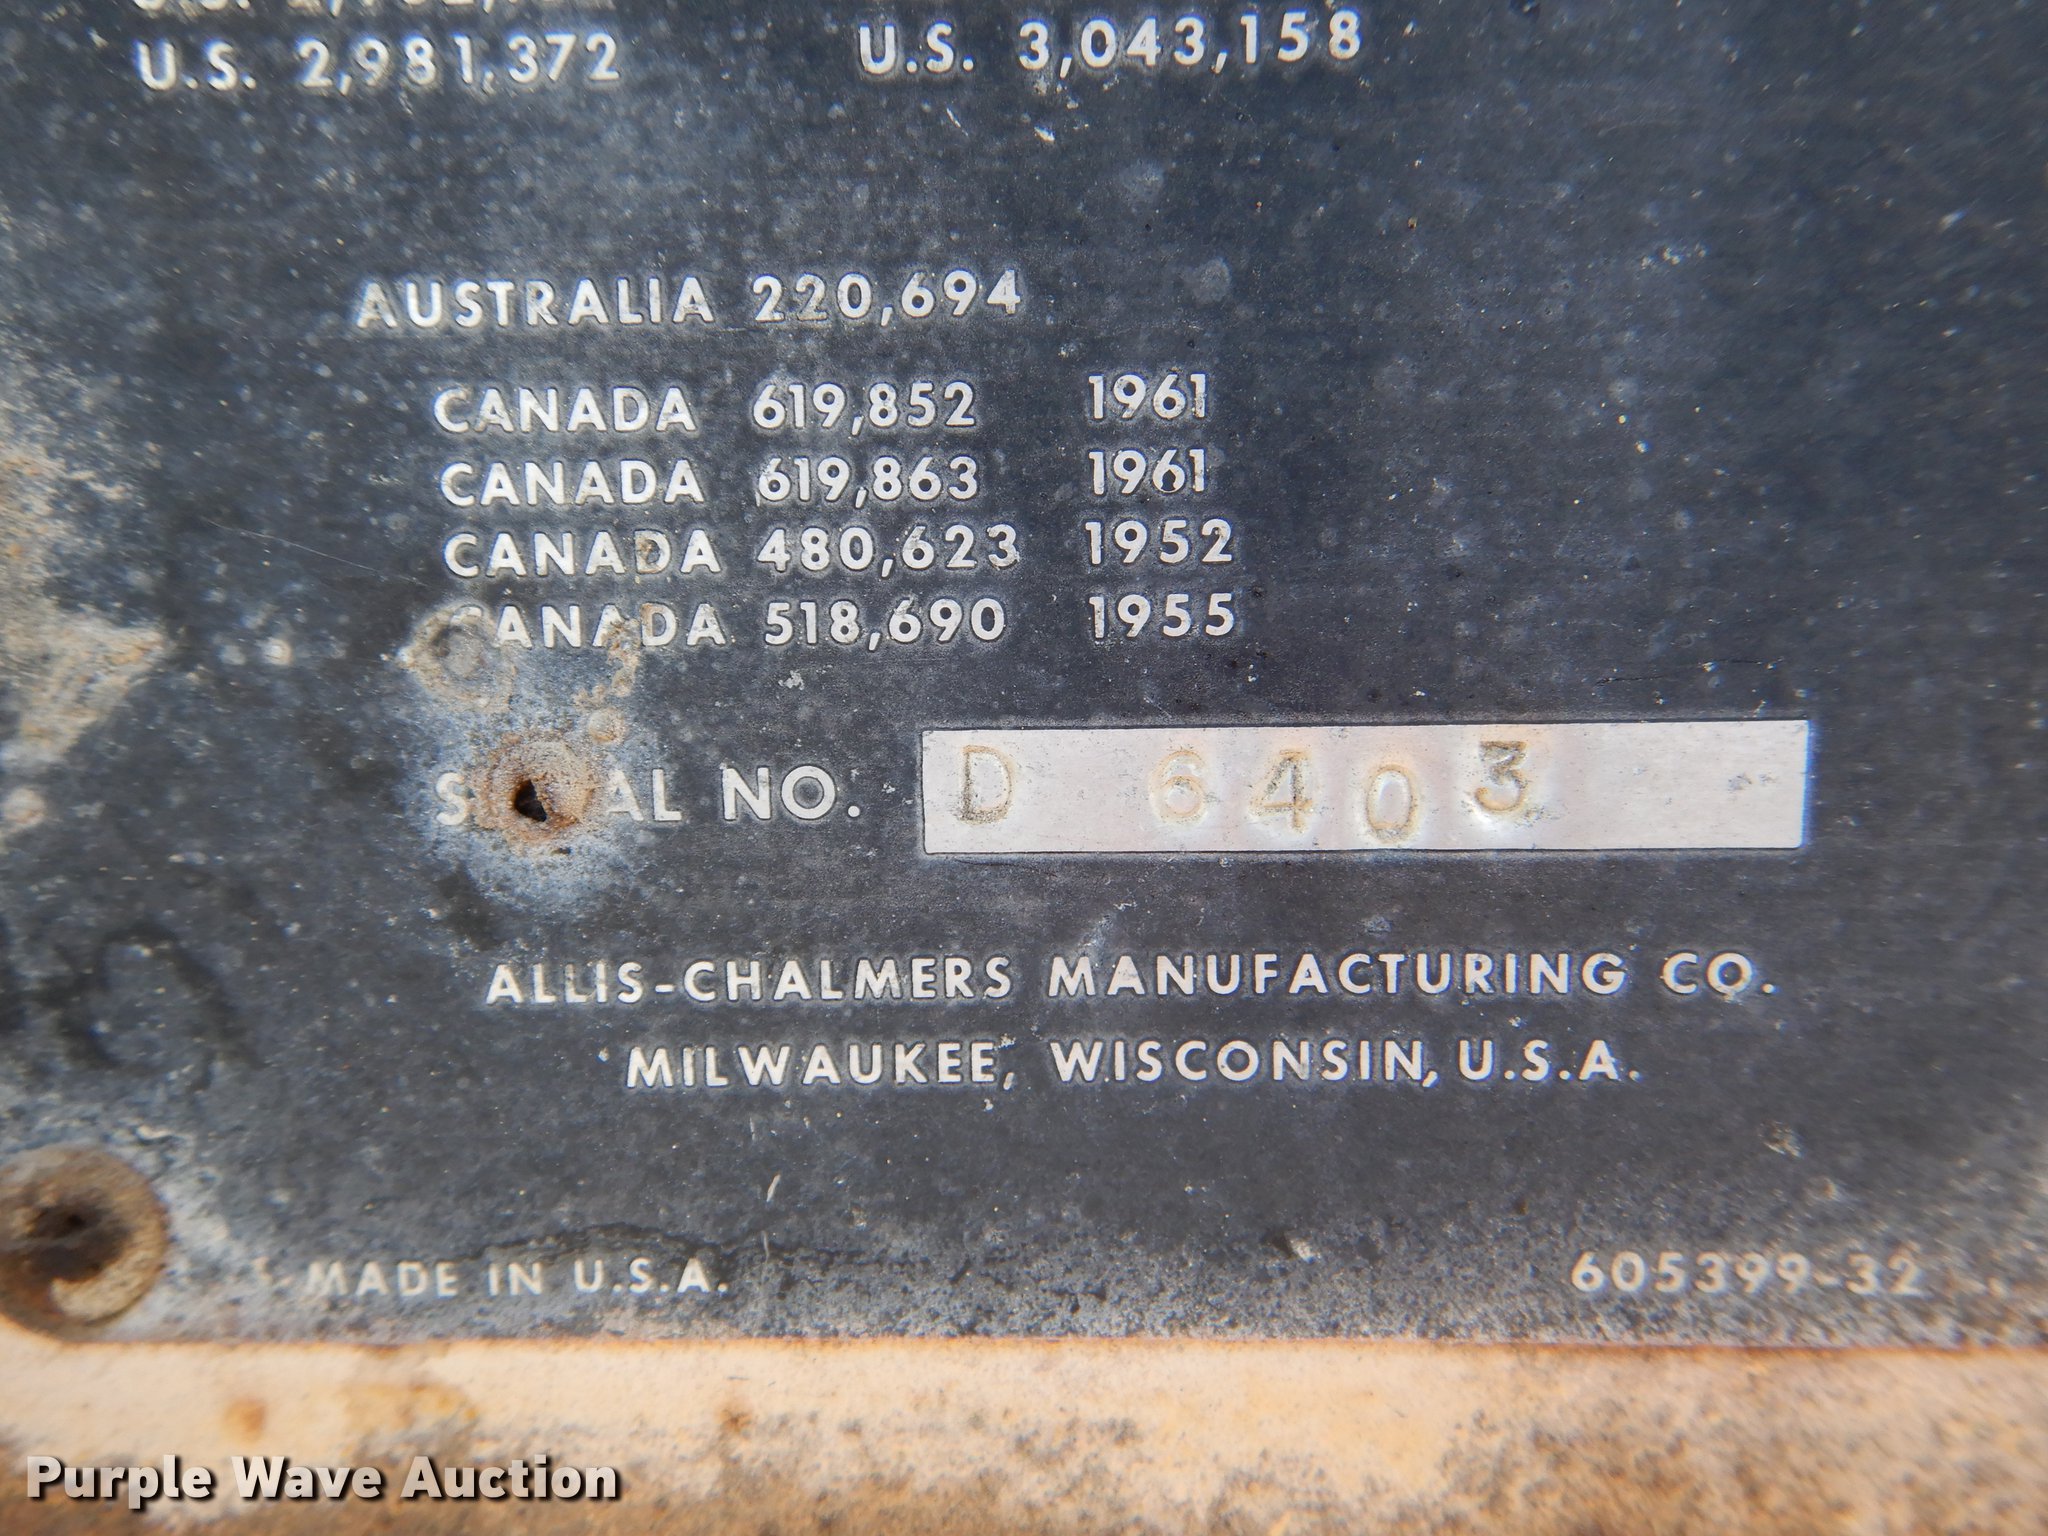 U.S. 2,981,372 U.S. 3,043,158
AUSTRALIA 220,694
CANADA 619,852 1961
CANADA 619,863 1961
CANADA 480,623 1952
CANADA 518,690 1955
SERIAL NO. D 6403
ALLIS-CHALMERS MANUFACTURING CO.
MILWAUKEE, WISCONSIN, U.S.A.
MADE IN U.S.A. 605399-32
Purple Wave Auction